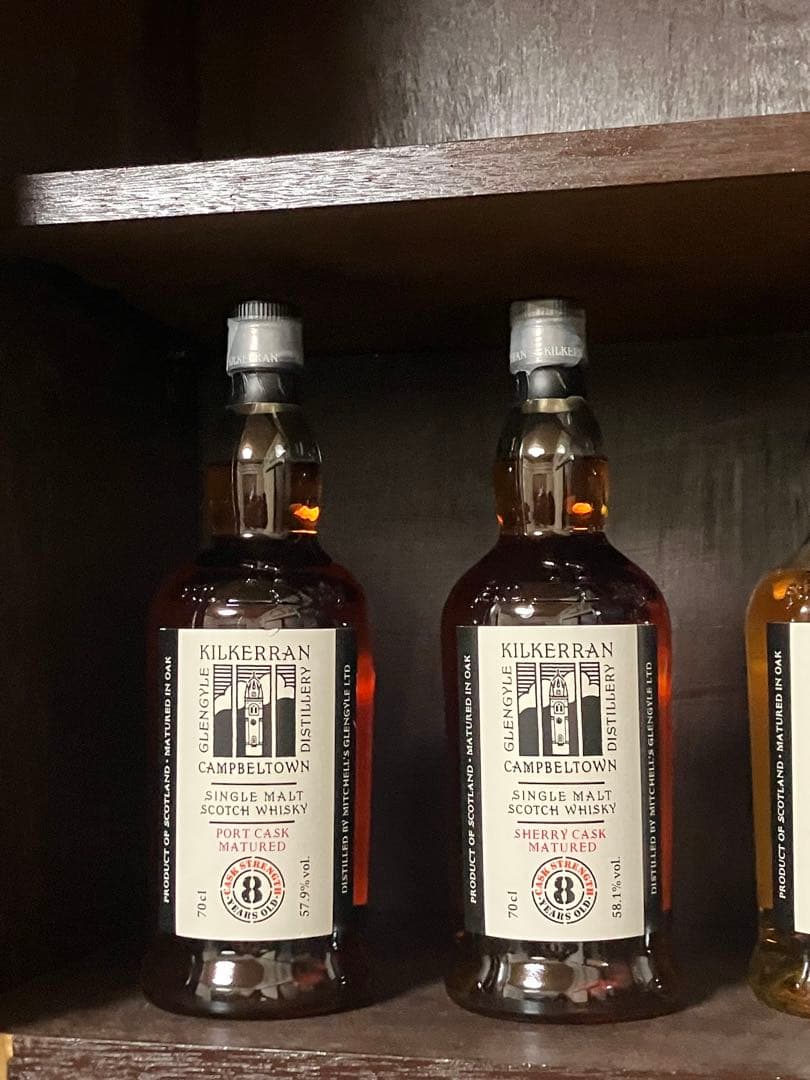 KILKERRAN
KILKERRAN
GLENGYLE
DISTILLERY
CAMPBELTOWN
SINGLE MALT
SCOTCH WHISKY
PORT CASK
MATURED
CASK STRENGTH
8
YEARS OLD
70cl
57.9% vol.
PRODUCT OF SCOTLAND • MATURED IN OAK
DISTILLED BY MITCHELL'S GLENGYLE LTD
KILKERRAN
GLENGYLE
DISTILLERY
CAMPBELTOWN
SINGLE MALT
SCOTCH WHISKY
SHERRY CASK
MATURED
CASK STRENGTH
8
YEARS OLD
70cl
58.1% vol.
PRODUCT OF SCOTLAND • MATURED IN OAK
DISTILLED BY MITCHELL'S GLENGYLE LTD
PRODUCT OF SCOTLAND • MATURED IN OAK